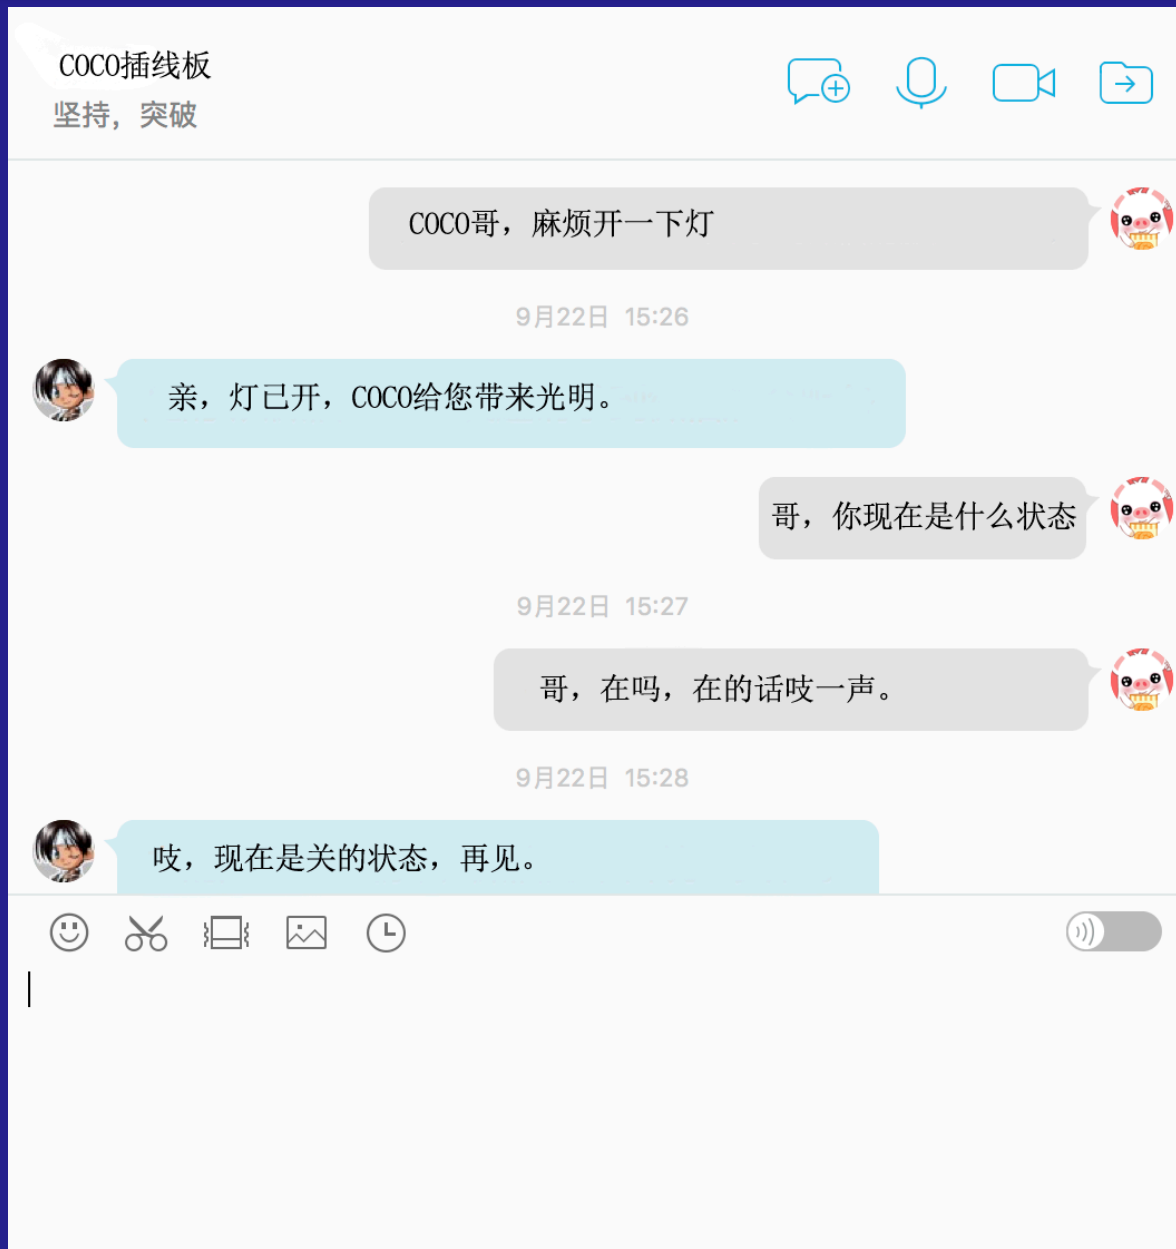 COCO插线板
坚持，突破
COCO哥，麻烦开一下灯
9月22日 15:26
亲，灯已开，COCO给您带来光明。
哥，你现在是什么状态
9月22日 15:27
哥，在吗，在的话吱一声。
9月22日 15:28
吱，现在是关的状态，再见。